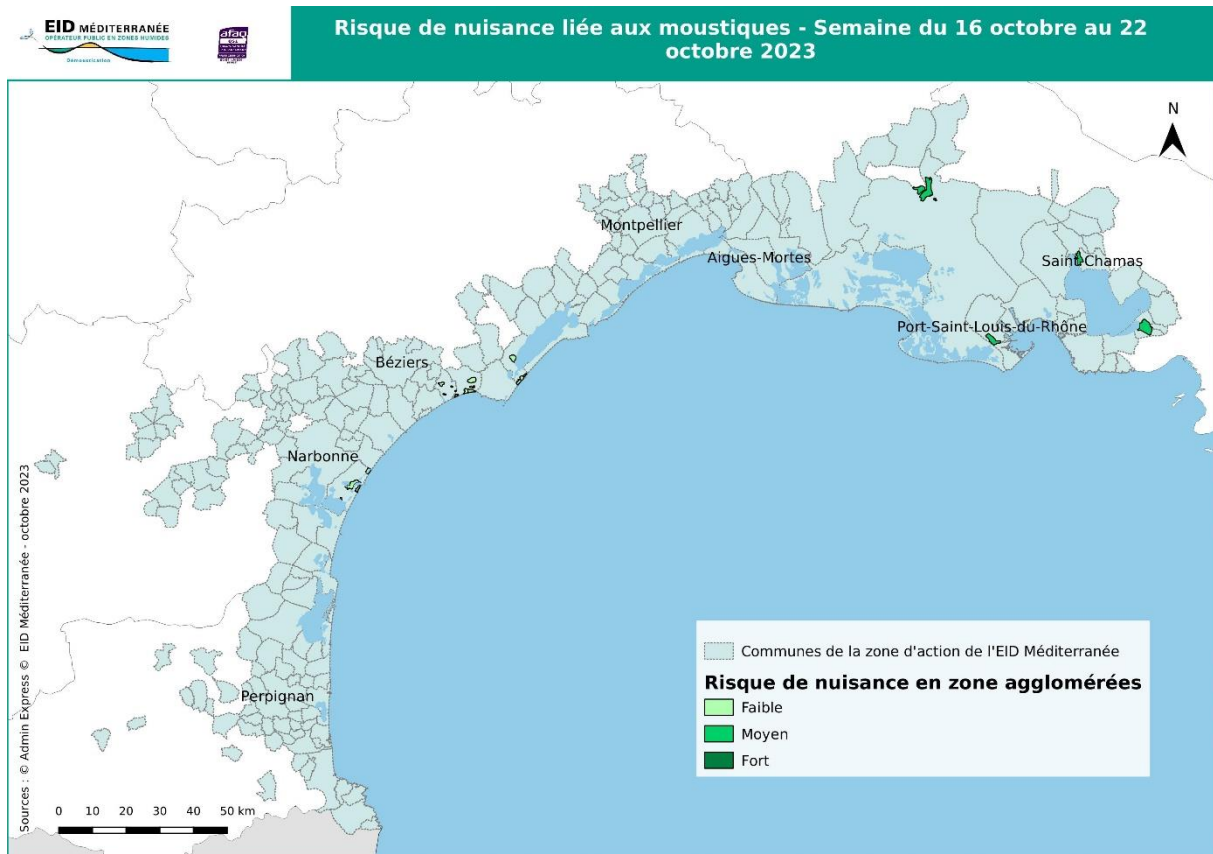 EID MÉDITERRANÉE
OPÉRATEUR PUBLIC EN ZONES HUMIDES
Démoustication
afaq
Risque de nuisance liée aux moustiques - Semaine du 16 octobre au 22
octobre 2023
N
Montpellier
Aigues-Mortes
Saint-Chamas
Port-Saint-Louis-du-Rhône
Béziers
Narbonne
Perpignan
Communes de la zone d'action de l'EID Méditerranée
Risque de nuisance en zone agglomérées
Faible
Moyen
Fort
0 10 20 30 40 50 km
Sources : © Admin Express © EID Méditerranée - octobre 2023